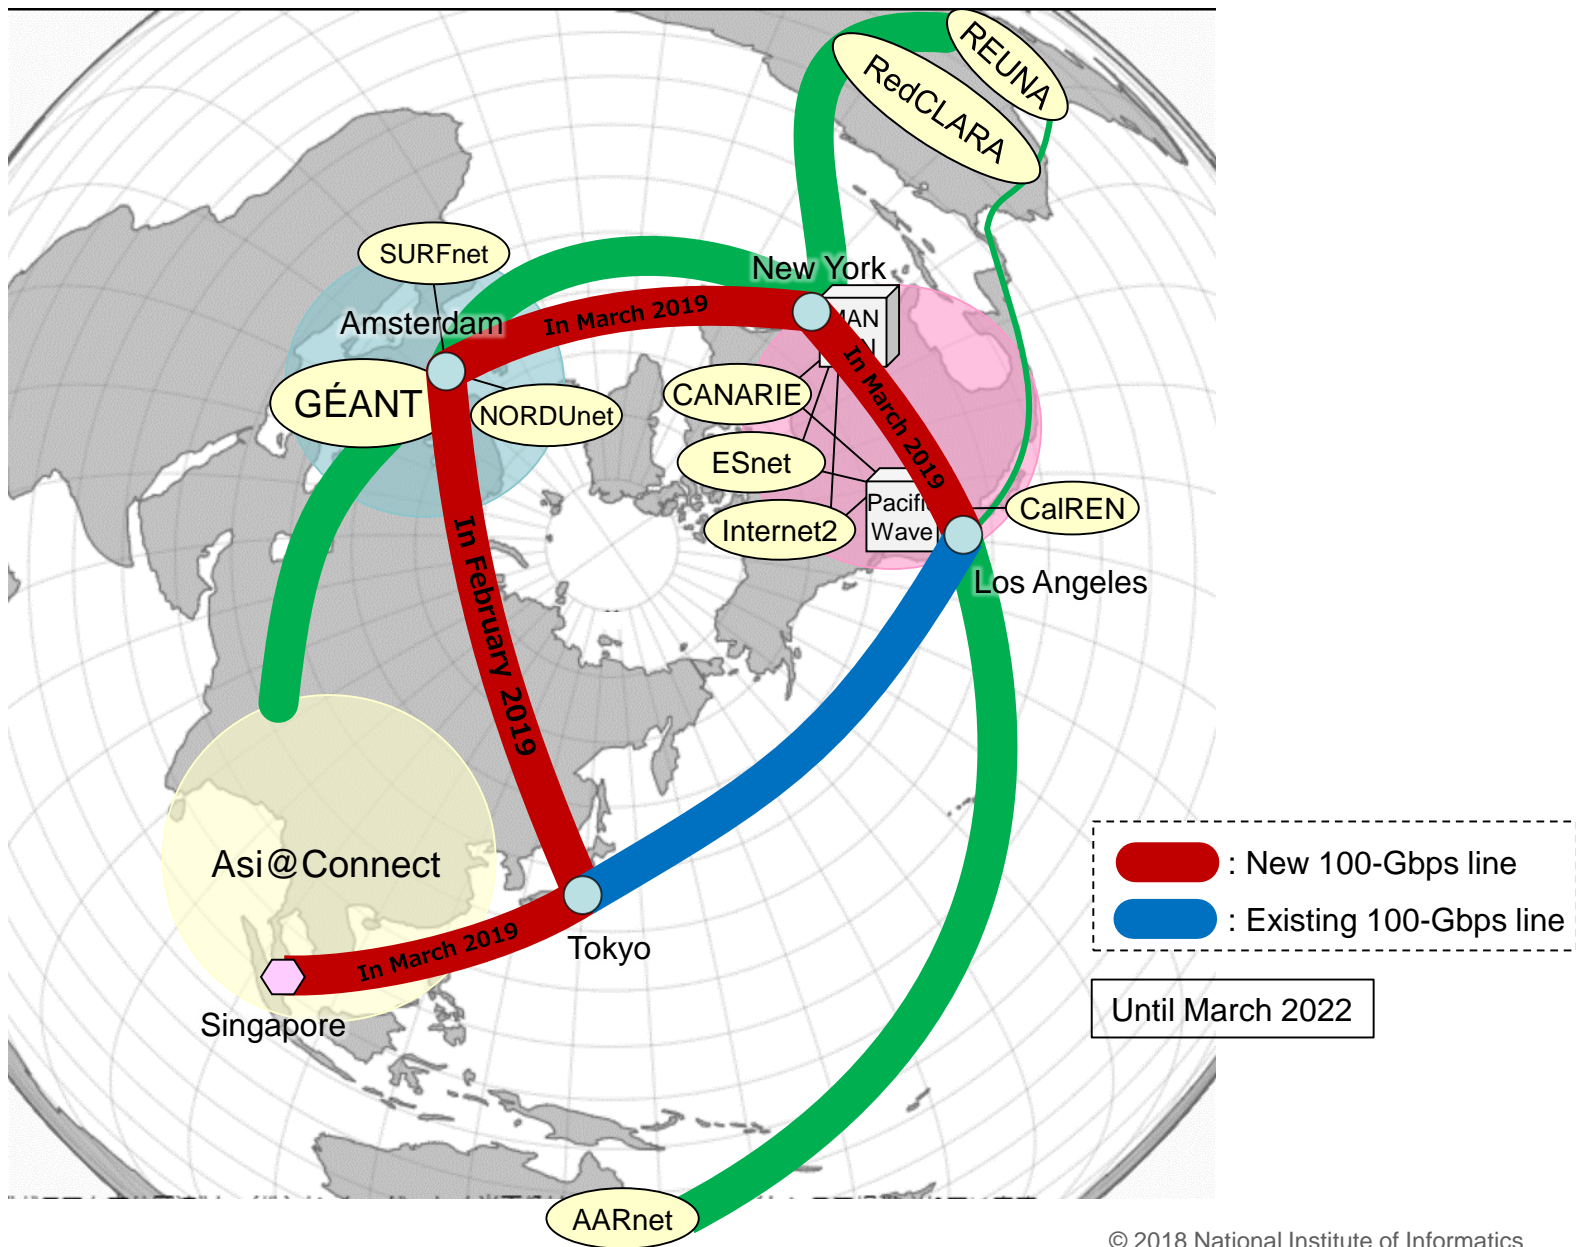 REUNA
RedCLARA
SURFnet
New York
Amsterdam
In March 2019
GÉANT
NORDUnet
CANARIE
In March 2019
ESnet
Internet2
Wave
CalREN
Los Angeles
In February 2019
Asi@Connect
: New 100-Gbps line
: Existing 100-Gbps line
In March 2019
Tokyo
Singapore
Until March 2022
AARnet
© 2018 National Institute of Informatics